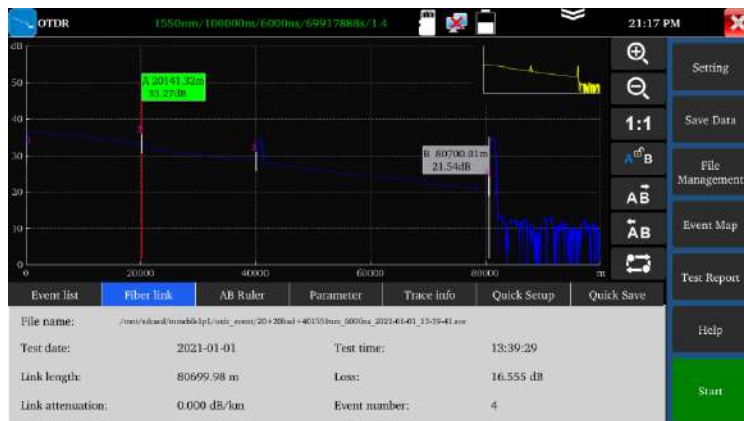 OTDR
1550nm/100000m/6000ns/69917888s/1.4
21:17 PM
dB
50
40
30
20
10
0
A 20141.32m
33.27dB
B 80700.01m
21.54dB
0 20000 40000 60000 80000 m
1:1
A B
AB
AB
Setting
Save Data
File
Management
Event Map
Test Report
Help
Start
Event list Fiber link AB Ruler Parameter Trace info Quick Setup Quick Save
File name:
Test date: 2021-01-01 Test time: 13:39:29
Link length: 80699.98 m Loss: 16.555 dB
Link attenuation: 0.000 dB/km Event number: 4